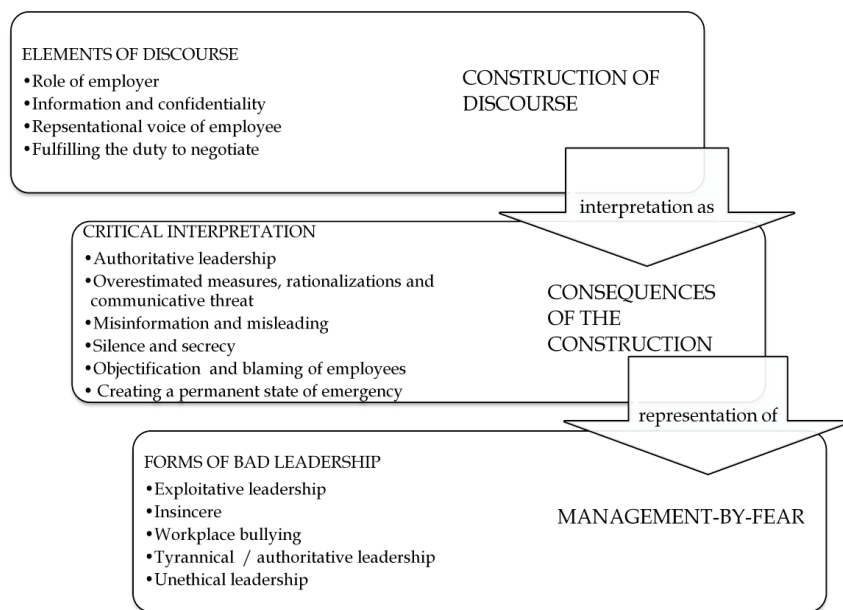 ELEMENTS OF DISCOURSE
•Role of employer
•Information and confidentiality
•Repsentational voice of employee
•Fulfilling the duty to negotiate
CONSTRUCTION OF
DISCOURSE
interpretation as
CRITICAL INTERPRETATION
•Authoritative leadership
•Overestimated measures, rationalizations and
communicative threat
•Misinformation and misleading
•Silence and secrecy
•Objectification and blaming of employees
• Creating a permanent state of emergency
CONSEQUENCES
OF THE
CONSTRUCTION
representation of
FORMS OF BAD LEADERSHIP
•Exploitative leadership
•Insincere
•Workplace bullying
•Tyrannical / authoritative leadership
•Unethical leadership
MANAGEMENT-BY-FEAR